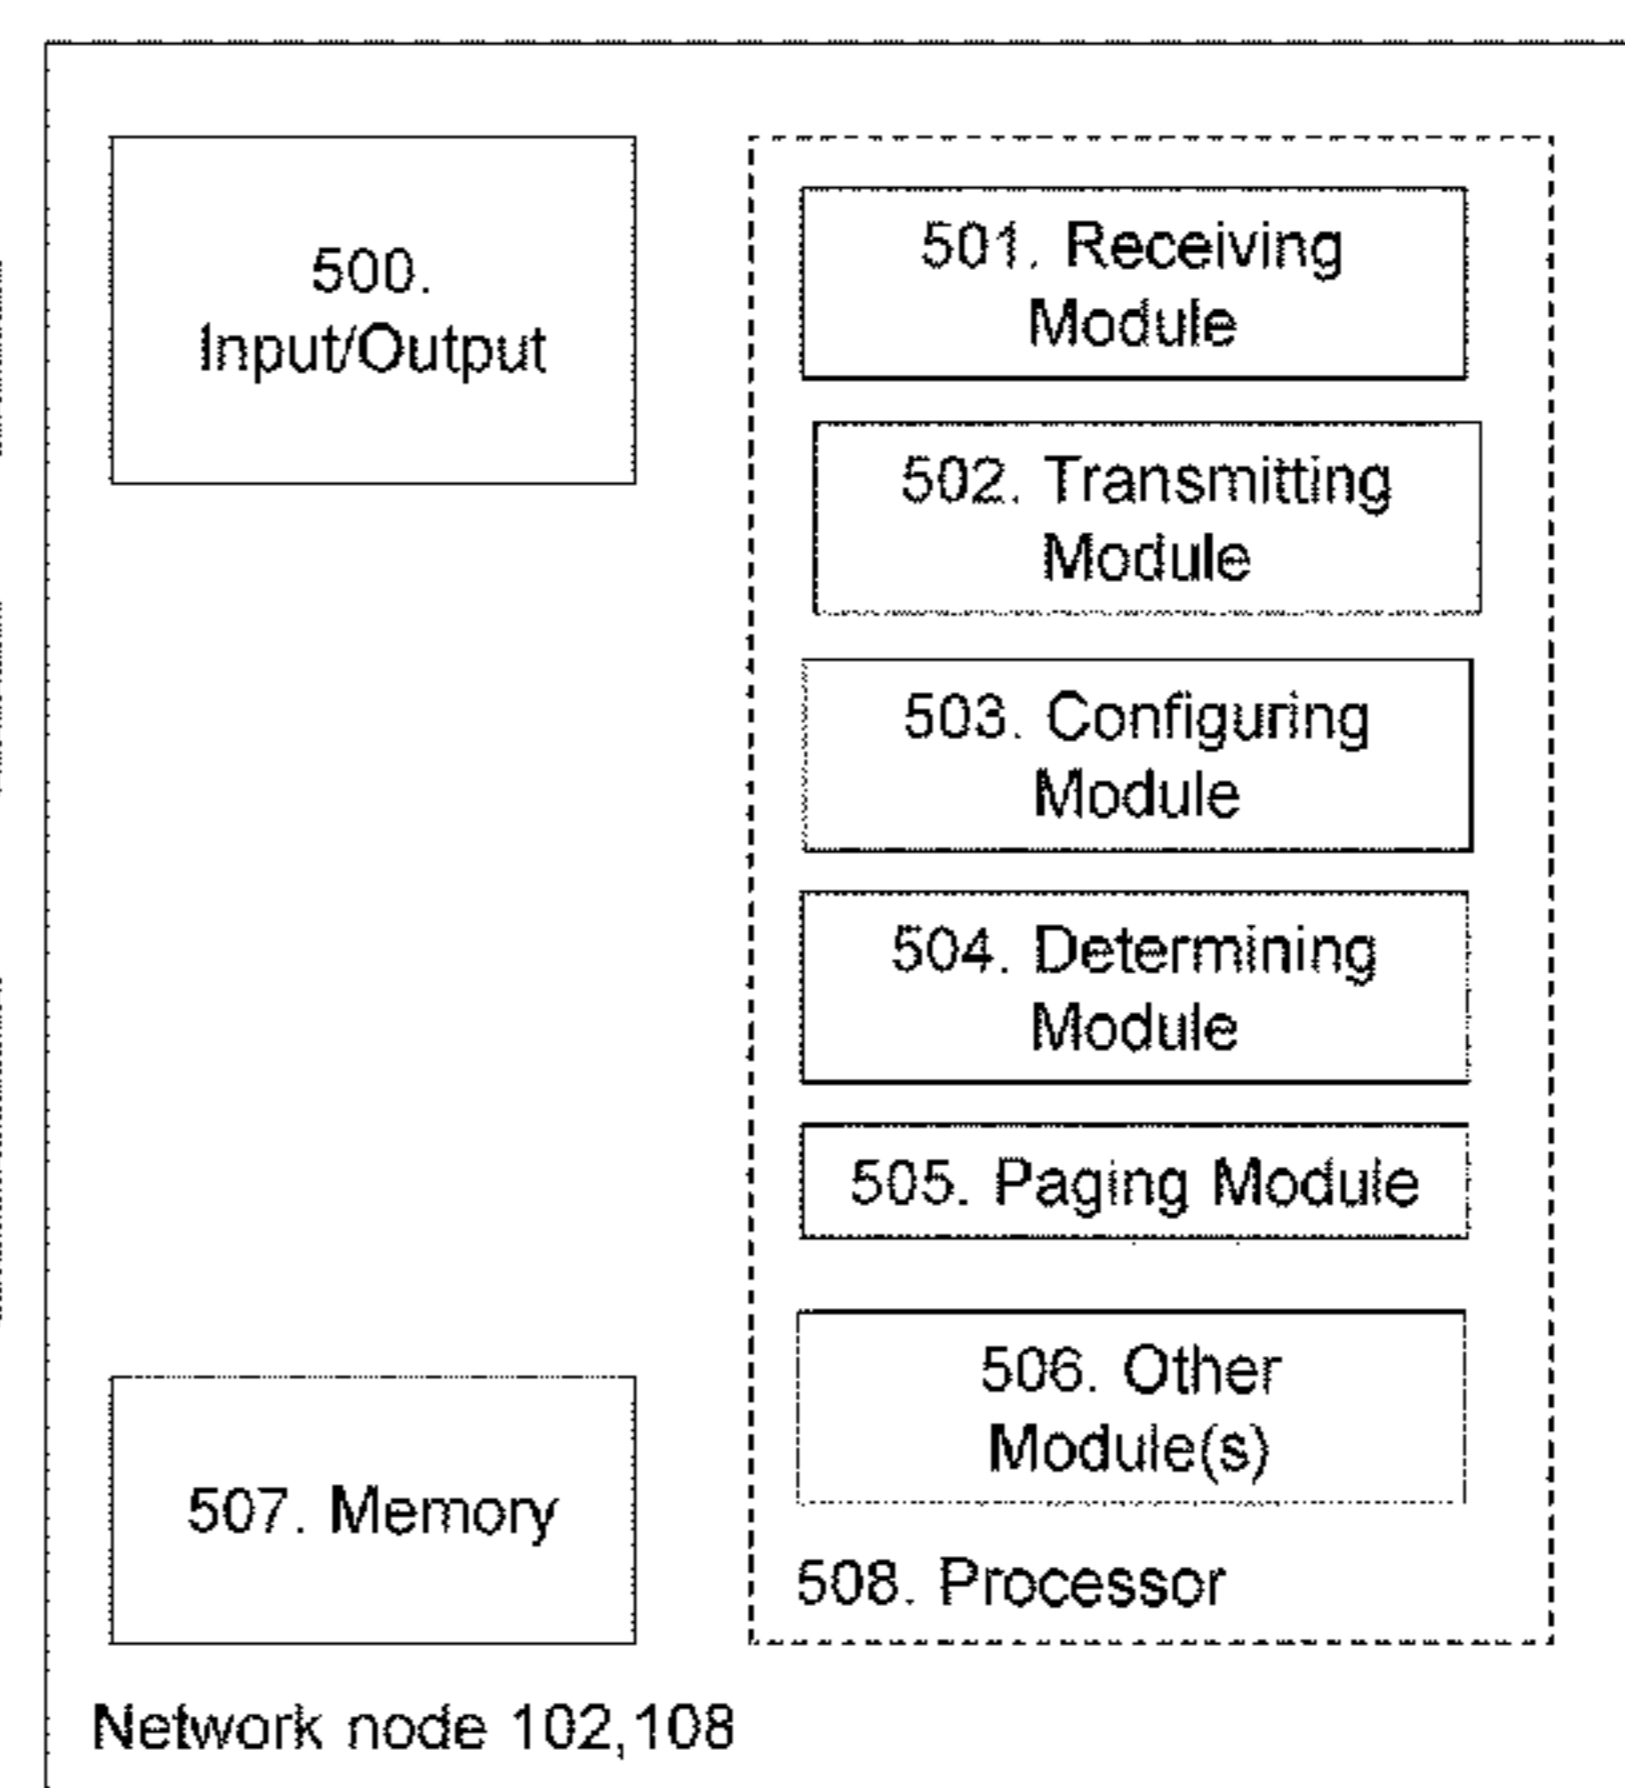 500.
Input/Output
501. Receiving
Module
502. Transmitting
Module
503. Configuring
Module
504. Determining
Module
505. Paging Module
506. Other
Module(s)
507. Memory
508. Processor
Network node 102,108